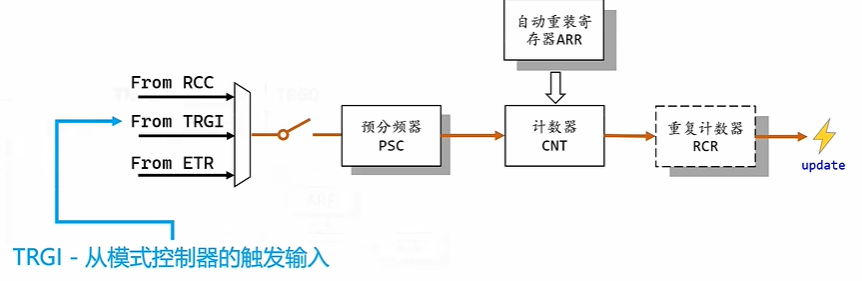 自动重装寄
存器ARR
From RCC
From TRGI
From ETR
预分频器
PSC
计数器
CNT
重复计数器
RCR
update
TRGI - 从模式控制器的触发输入